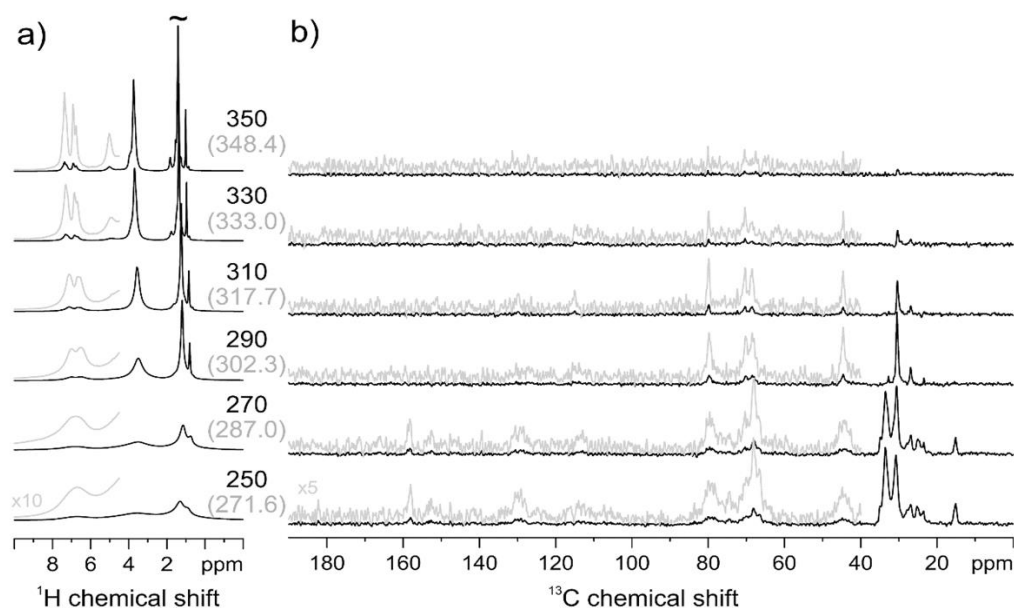 a)
b)
~
350
(348.4)
330
(333.0)
310
(317.7)
290
(302.3)
270
(287.0)
250
(271.6)
x10
x5
8 6 4 2 ppm
180 160 140 120 100 80 60 40 20 ppm
¹H chemical shift
¹³C chemical shift